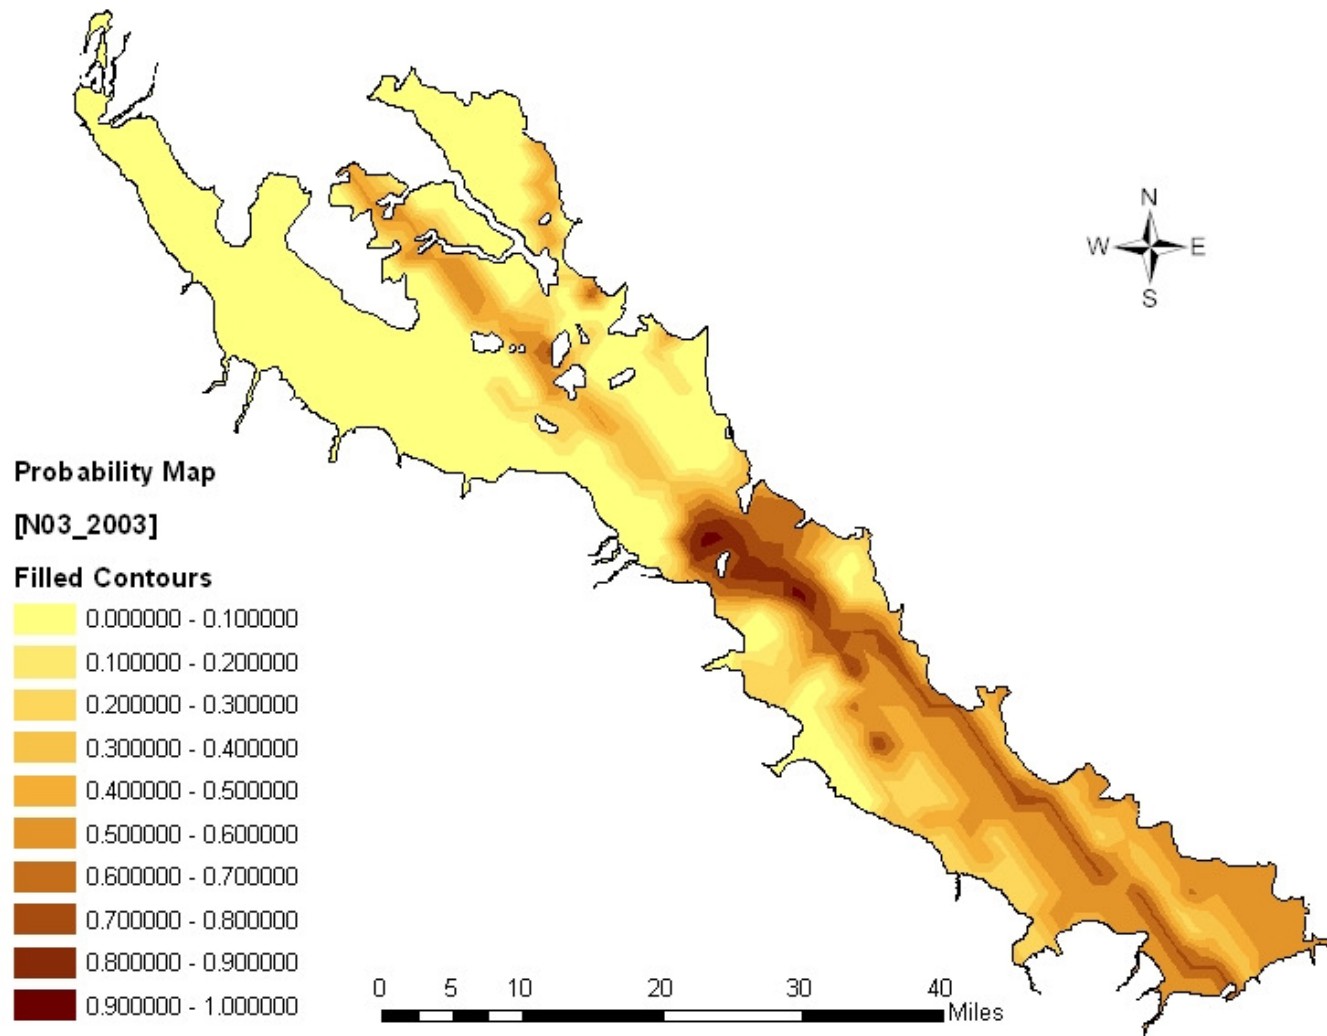 N
W E
S
Probability Map
[N03_2003]
Filled Contours
0.000000 - 0.100000
0.100000 - 0.200000
0.200000 - 0.300000
0.300000 - 0.400000
0.400000 - 0.500000
0.500000 - 0.600000
0.600000 - 0.700000
0.700000 - 0.800000
0.800000 - 0.900000
0.900000 - 1.000000
0 5 10 20 30 40
Miles